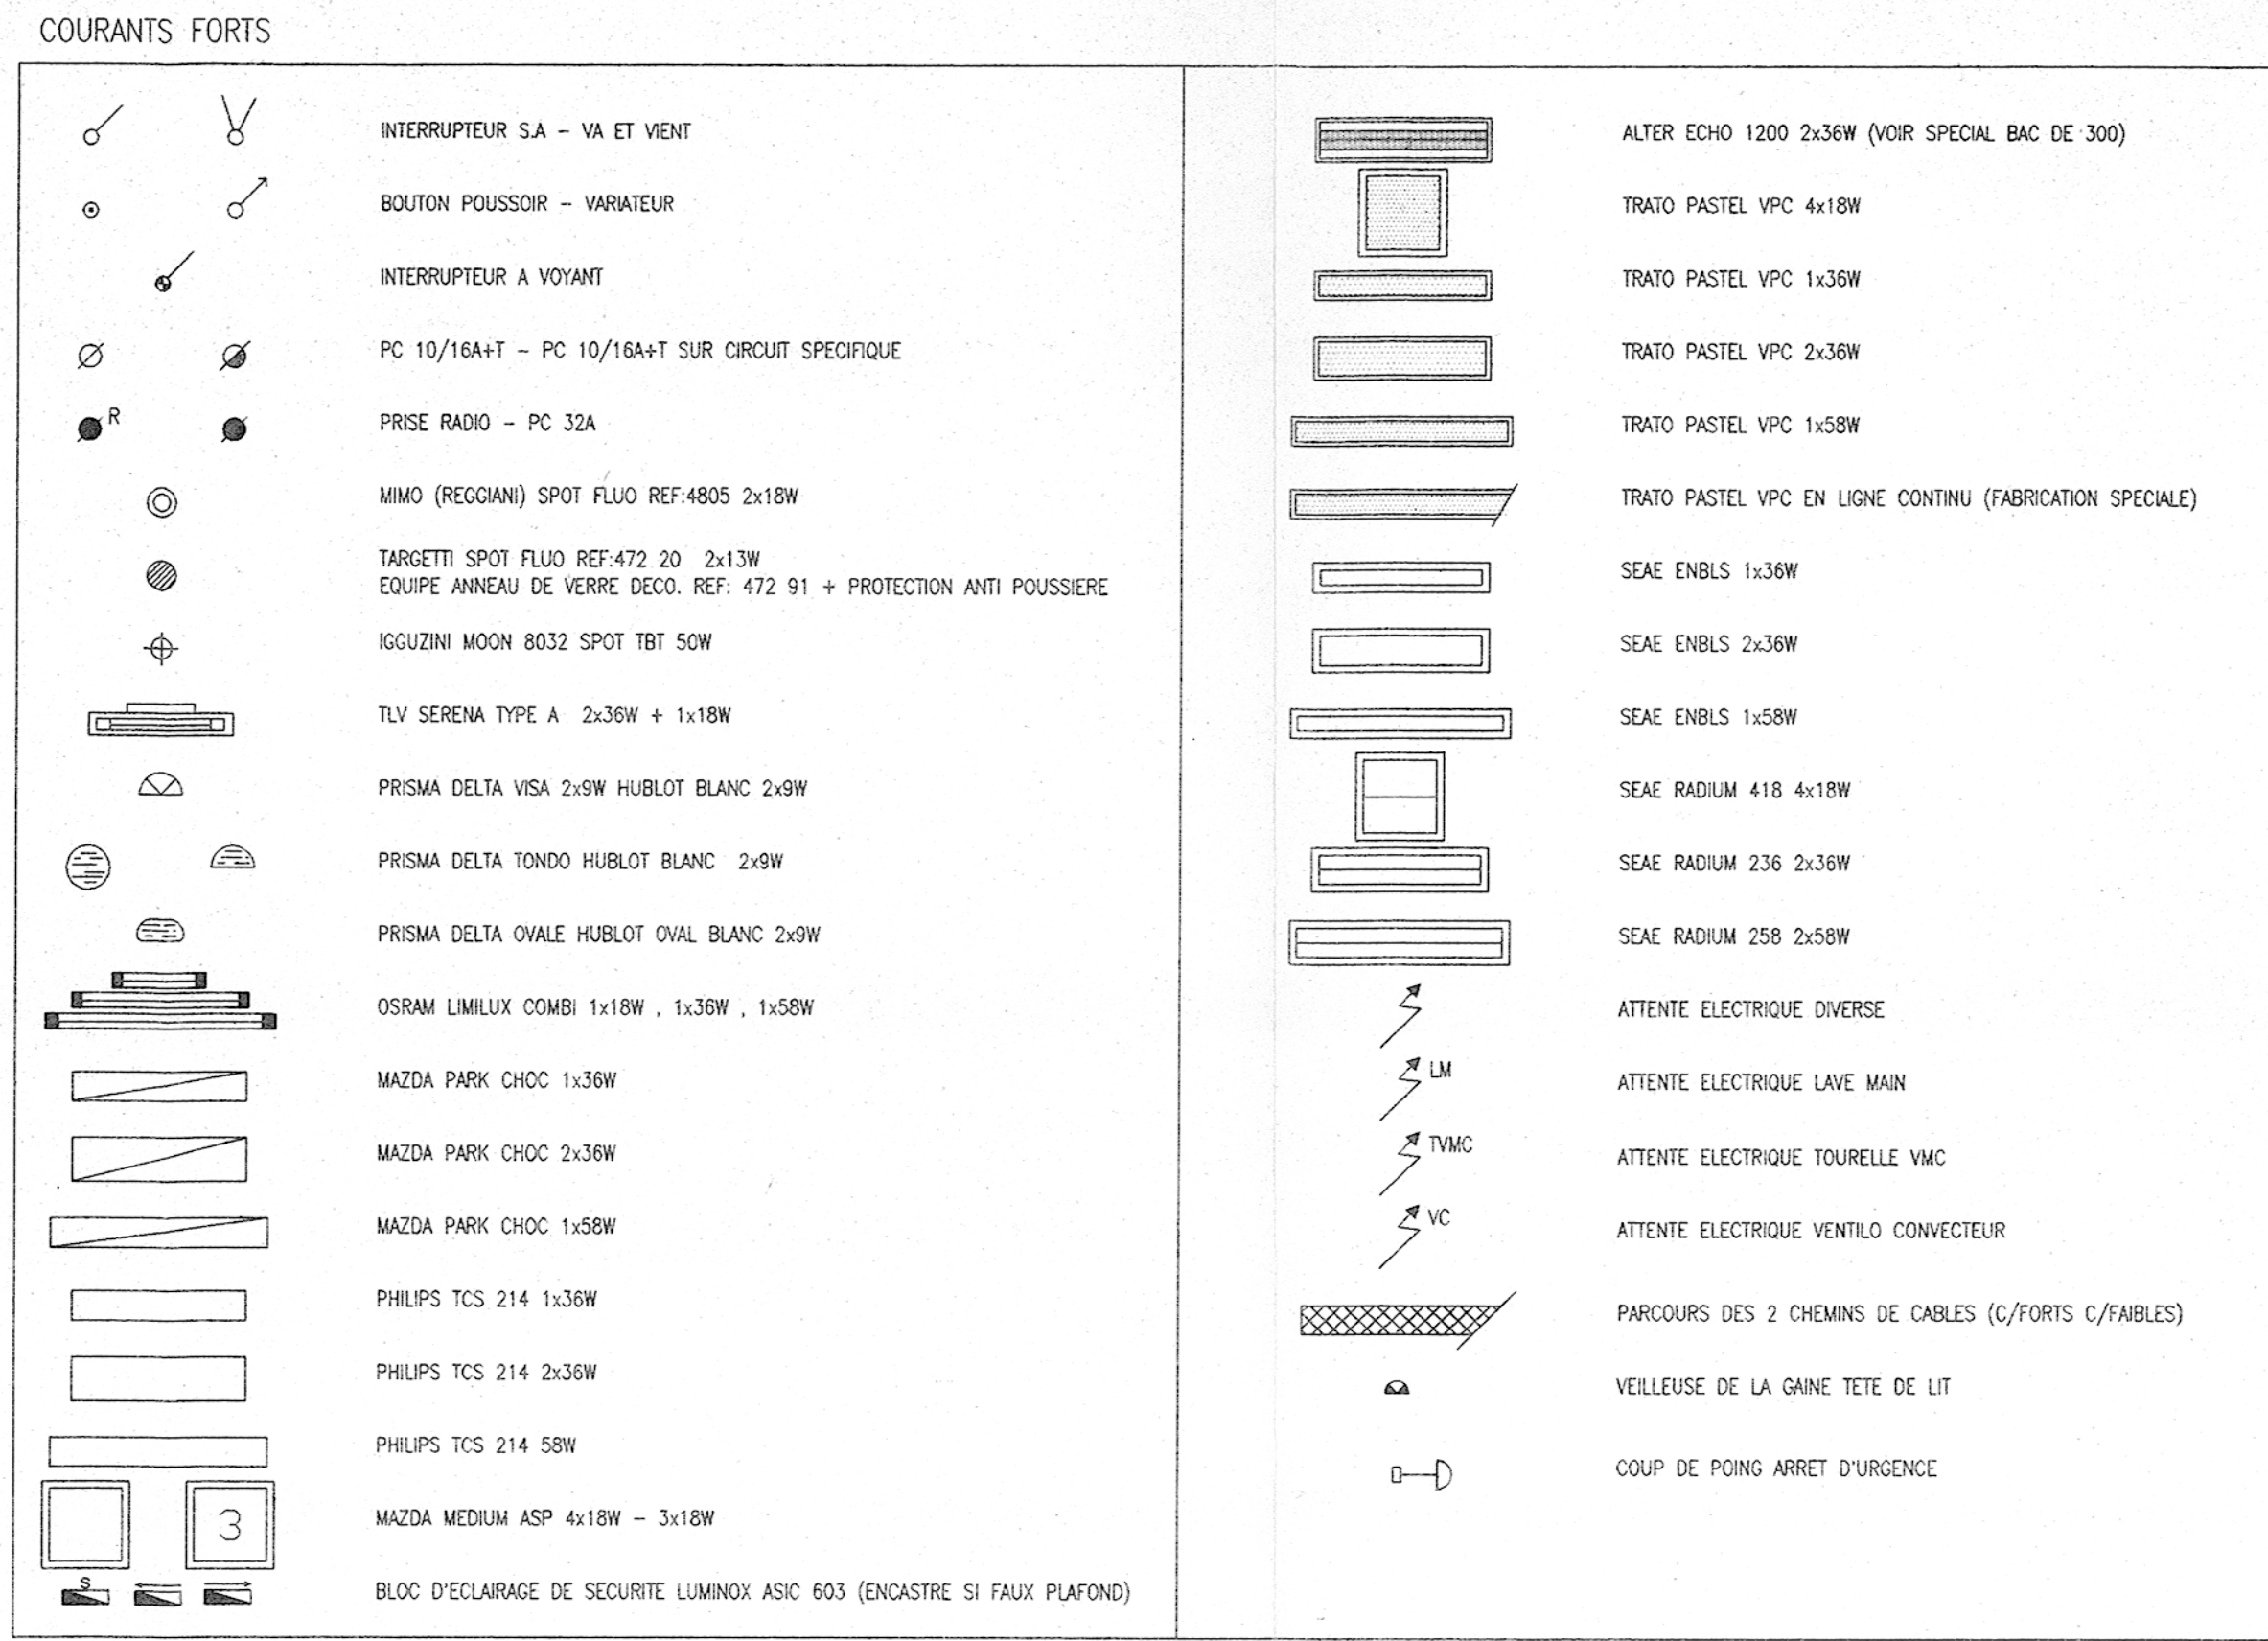 COURANTS FORTS
INTERRUPTEUR S.A - VA ET VIENT
BOUTON POUSSOIR - VARIATEUR
INTERRUPTEUR A VOYANT
PC 10/16A+T - PC 10/16A+T SUR CIRCUIT SPECIFIQUE
R
PRISE RADIO - PC 32A
MIMO (REGGIANI) SPOT FLUO REF:4805 2x18W
TARGETTI SPOT FLUO REF:472 20 2x13W
EQUIPE ANNEAU DE VERRE DECO. REF: 472 91 + PROTECTION ANTI POUSSIERE
IGGUZINI MOON 8032 SPOT TBT 50W
TLV SERENA TYPE A 2x36W + 1x18W
PRISMA DELTA VISA 2x9W HUBLOT BLANC 2x9W
PRISMA DELTA TONDO HUBLOT BLANC 2x9W
PRISMA DELTA OVALE HUBLOT OVAL BLANC 2x9W
OSRAM LIMILUX COMBI 1x18W , 1x36W , 1x58W
MAZDA PARK CHOC 1x36W
MAZDA PARK CHOC 2x36W
MAZDA PARK CHOC 1x58W
PHILIPS TCS 214 1x36W
PHILIPS TCS 214 2x36W
PHILIPS TCS 214 58W
3
MAZDA MEDIUM ASP 4x18W - 3x18W
S
BLOC D'ECLAIRAGE DE SECURITE LUMINOX ASIC 603 (ENCASTRE SI FAUX PLAFOND)
ALTER ECHO 1200 2x36W (VOIR SPECIAL BAC DE 300)
TRATO PASTEL VPC 4x18W
TRATO PASTEL VPC 1x36W
TRATO PASTEL VPC 2x36W
TRATO PASTEL VPC 1x58W
TRATO PASTEL VPC EN LIGNE CONTINU (FABRICATION SPECIALE)
SEAE ENBLS 1x36W
SEAE ENBLS 2x36W
SEAE ENBLS 1x58W
SEAE RADIUM 418 4x18W
SEAE RADIUM 236 2x36W
SEAE RADIUM 258 2x58W
ATTENTE ELECTRIQUE DIVERSE
LM
ATTENTE ELECTRIQUE LAVE MAIN
TVMC
ATTENTE ELECTRIQUE TOURELLE VMC
VC
ATTENTE ELECTRIQUE VENTILO CONVECTEUR
PARCOURS DES 2 CHEMINS DE CABLES (C/FORTS C/FAIBLES)
VEILLEUSE DE LA GAINE TETE DE LIT
COUP DE POING ARRET D'URGENCE